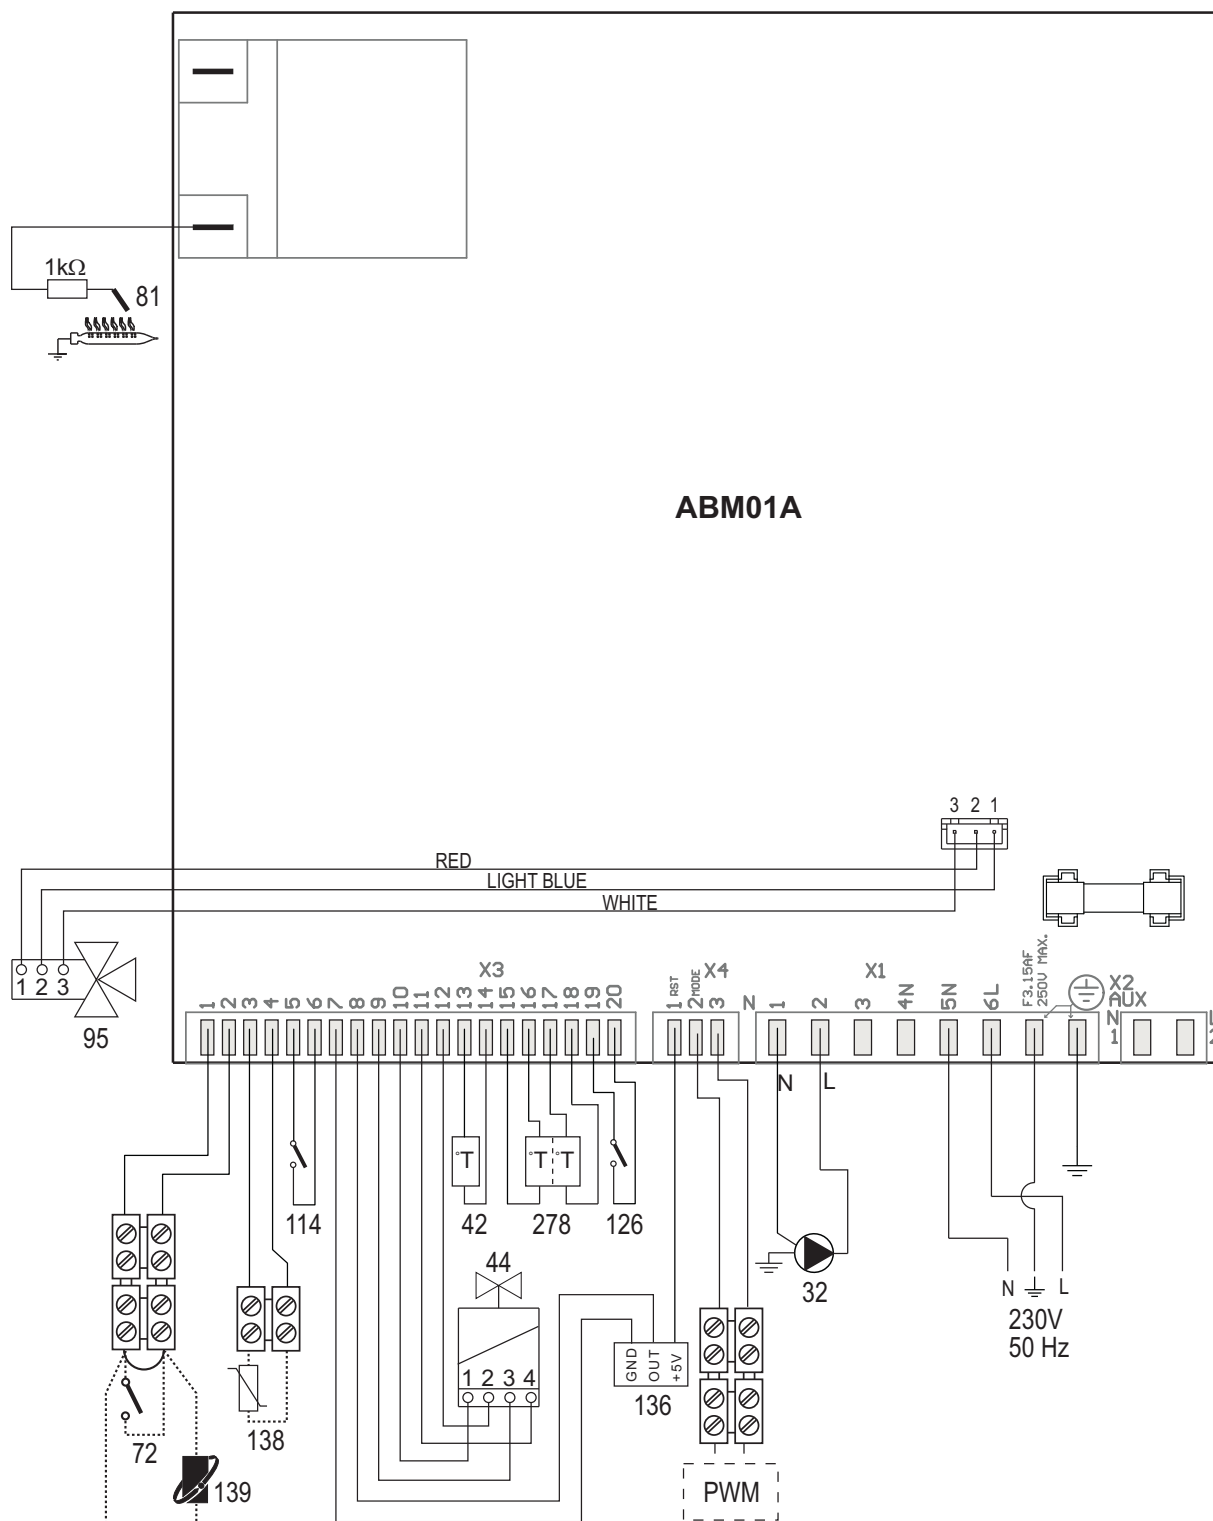 1kΩ
81
ABM01A
3 2 1
RED
LIGHT BLUE
WHITE
1 2 3
95
X3
1 2 3 4 5 6 7 8 9 10 11 12 13 14 15 16 17 18 19 20
X4
1 RST
2 MODE
3
N
X1
1 2 3 4N 5N 6L
F3.15AF
250V MAX.
X2
AUX
N
1
N L
114
42
278
126
°T
°T °T
44
1 2 3 4
32
GND
OUT
+5V
136
N L
230V
50 Hz
72
138
139
PWM